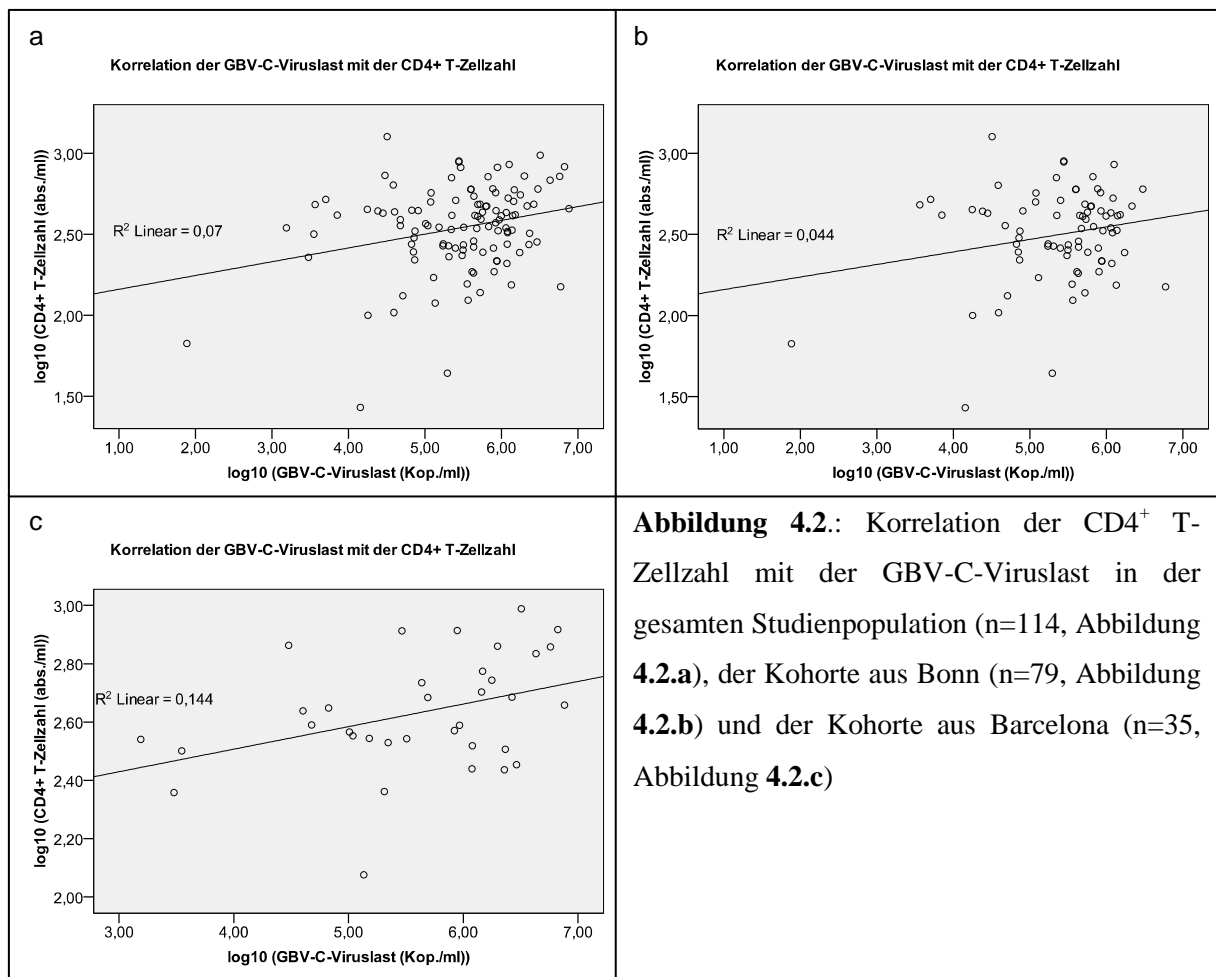 a
Korrelation der GBV-C-Viruslast mit der CD4+ T-Zellzahl
log10 (CD4+ T-Zellzahl (abs./ml))
3,00
2,50
2,00
1,50
R² Linear = 0,07
1,00 2,00 3,00 4,00 5,00 6,00 7,00
log10 (GBV-C-Viruslast (Kop./ml))
b
Korrelation der GBV-C-Viruslast mit der CD4+ T-Zellzahl
log10 (CD4+ T-Zellzahl (abs./ml))
3,00
2,50
2,00
1,50
R² Linear = 0,044
1,00 2,00 3,00 4,00 5,00 6,00 7,00
log10 (GBV-C-Viruslast (Kop./ml))
c
Korrelation der GBV-C-Viruslast mit der CD4+ T-Zellzahl
log10 (CD4+ T-Zellzahl (abs./ml))
3,00
2,80
2,60
2,40
2,20
2,00
R² Linear = 0,144
3,00 4,00 5,00 6,00 7,00
log10 (GBV-C-Viruslast (Kop./ml))
Abbildung 4.2.: Korrelation der CD4⁺ T-
Zellzahl mit der GBV-C-Viruslast in der
gesamten Studienpopulation (n=114, Abbildung
4.2.a), der Kohorte aus Bonn (n=79, Abbildung
4.2.b) und der Kohorte aus Barcelona (n=35,
Abbildung 4.2.c)